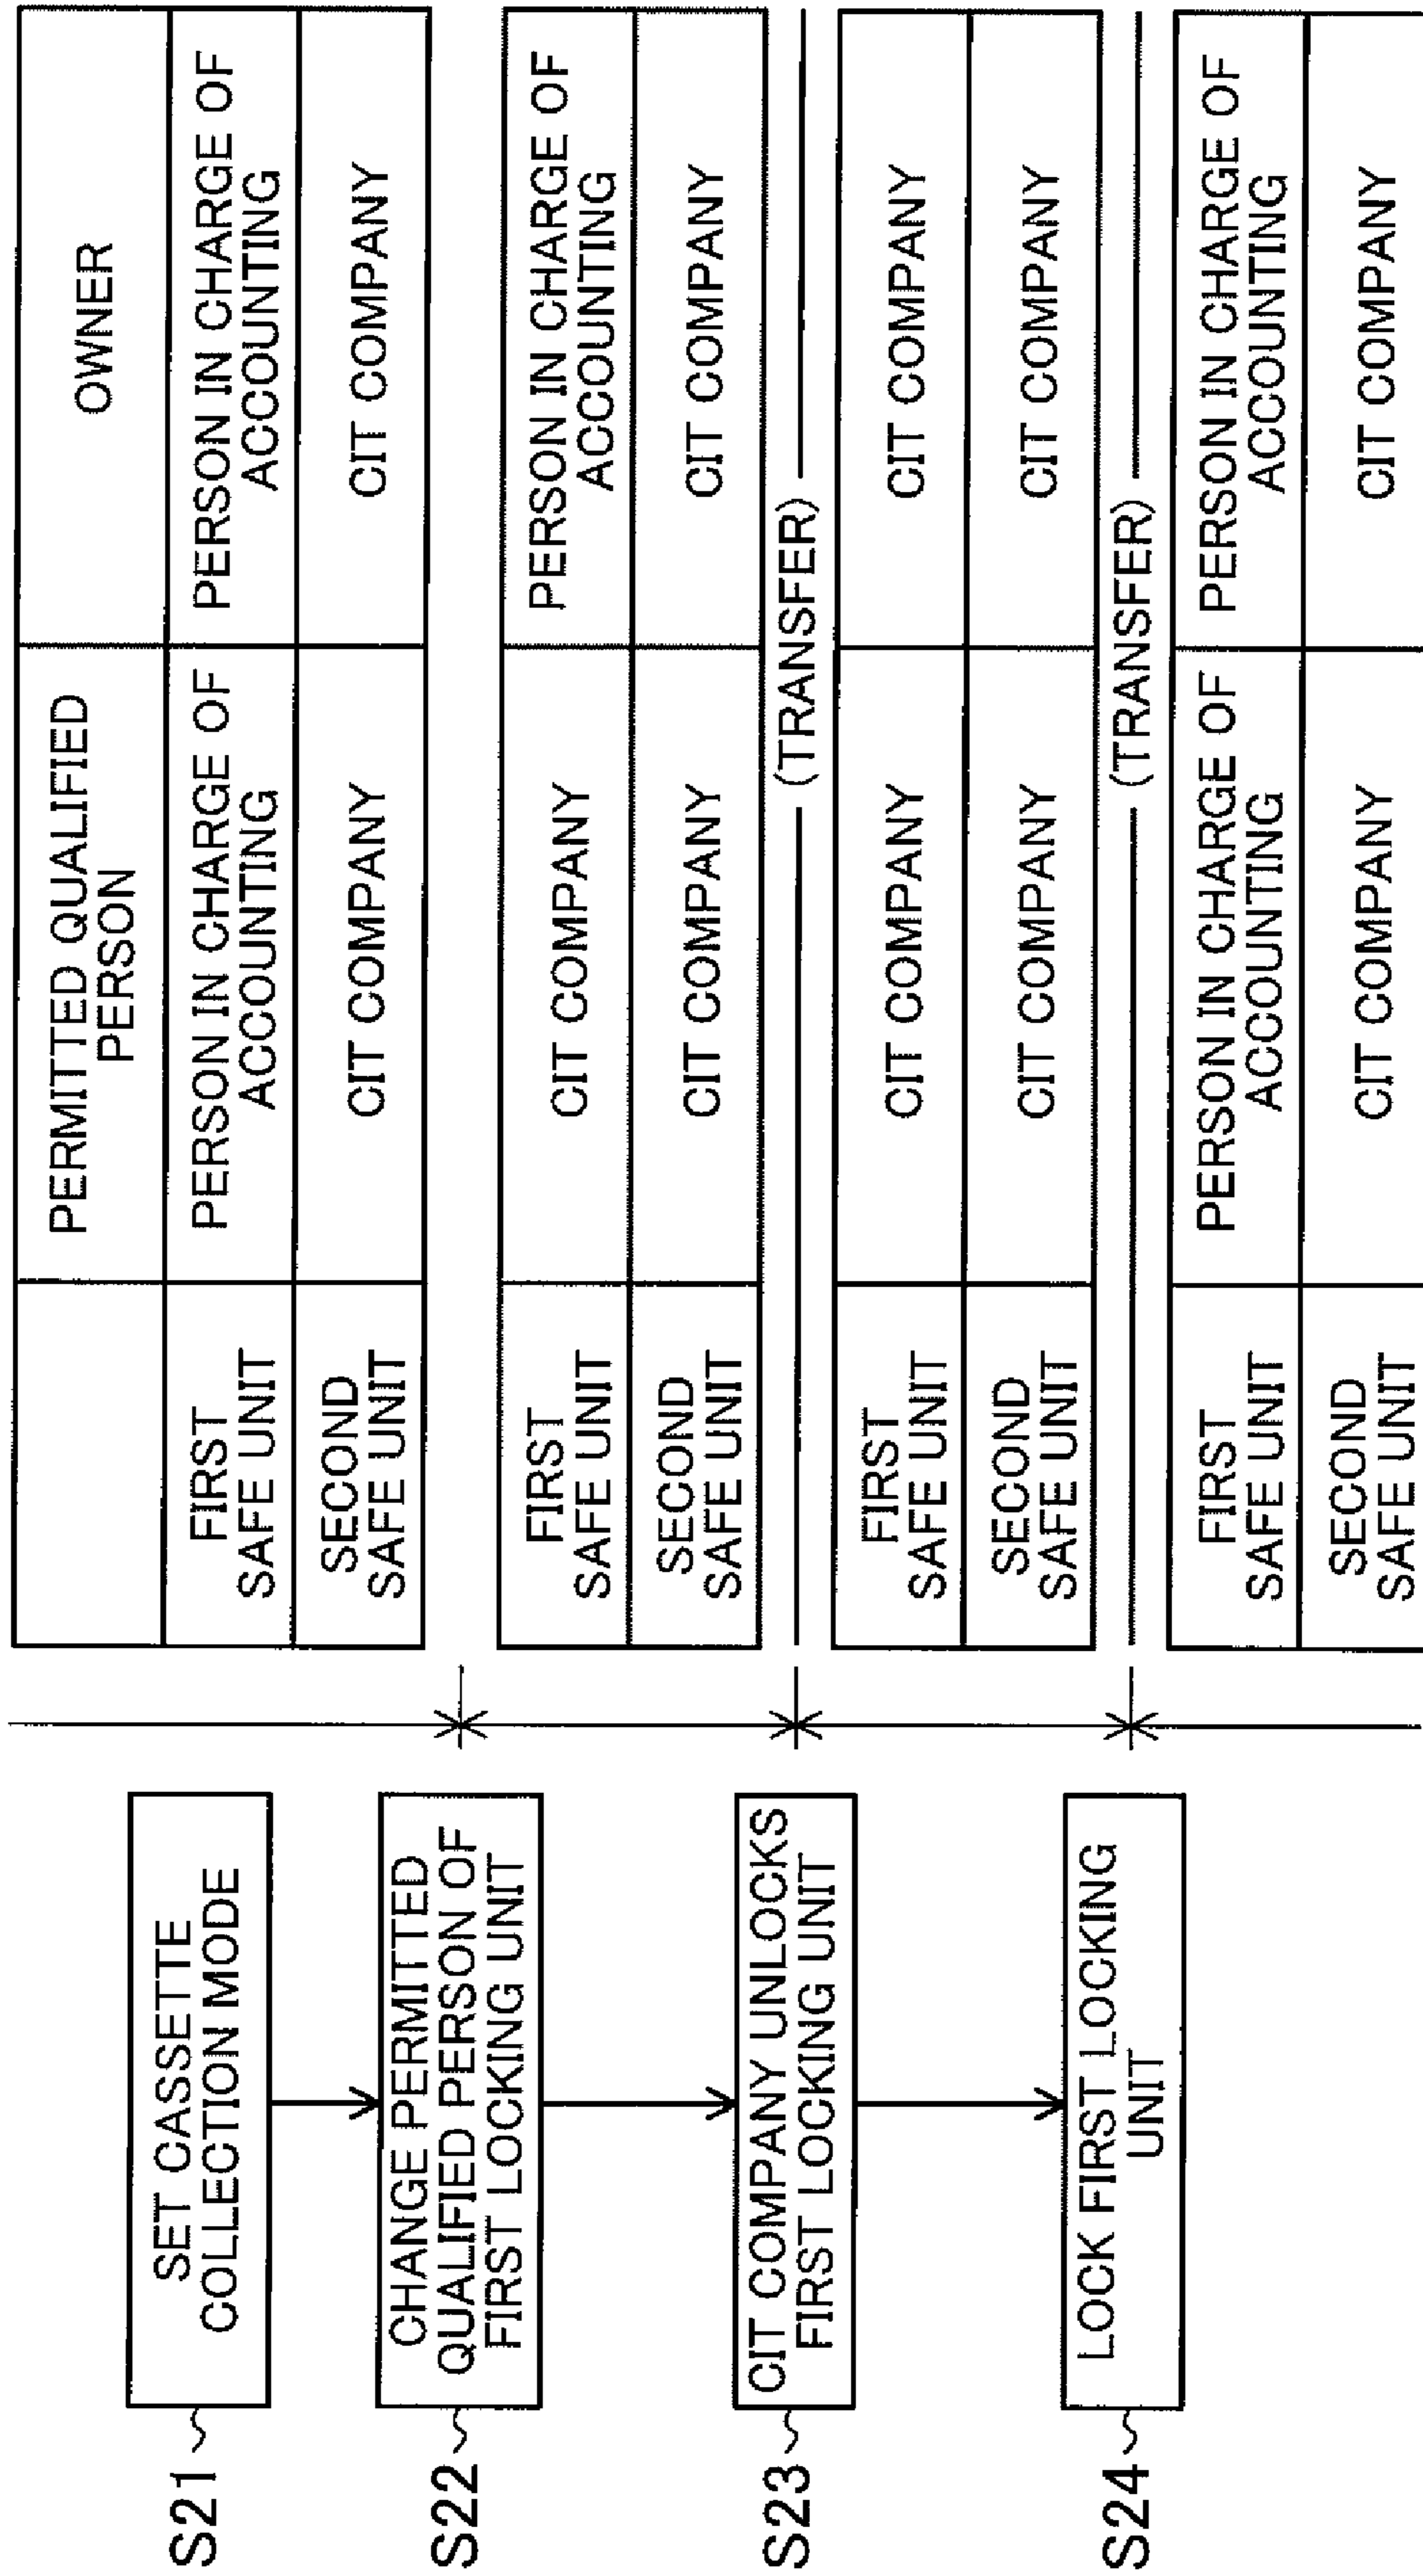 S21
SET CASSETTE
COLLECTION MODE
S22
CHANGE PERMITTED
QUALIFIED PERSON OF
FIRST LOCKING UNIT
S23
CIT COMPANY UNLOCKS
FIRST LOCKING UNIT
S24
LOCK FIRST LOCKING
UNIT
PERMITTED QUALIFIED
PERSON
OWNER
FIRST
SAFE UNIT
PERSON IN CHARGE OF
ACCOUNTING
PERSON IN CHARGE OF
ACCOUNTING
SECOND
SAFE UNIT
CIT COMPANY
CIT COMPANY
FIRST
SAFE UNIT
CIT COMPANY
PERSON IN CHARGE OF
ACCOUNTING
SECOND
SAFE UNIT
CIT COMPANY
CIT COMPANY
(TRANSFER)
FIRST
SAFE UNIT
CIT COMPANY
CIT COMPANY
SECOND
SAFE UNIT
CIT COMPANY
CIT COMPANY
(TRANSFER)
FIRST
SAFE UNIT
PERSON IN CHARGE OF
ACCOUNTING
PERSON IN CHARGE OF
ACCOUNTING
SECOND
SAFE UNIT
CIT COMPANY
CIT COMPANY